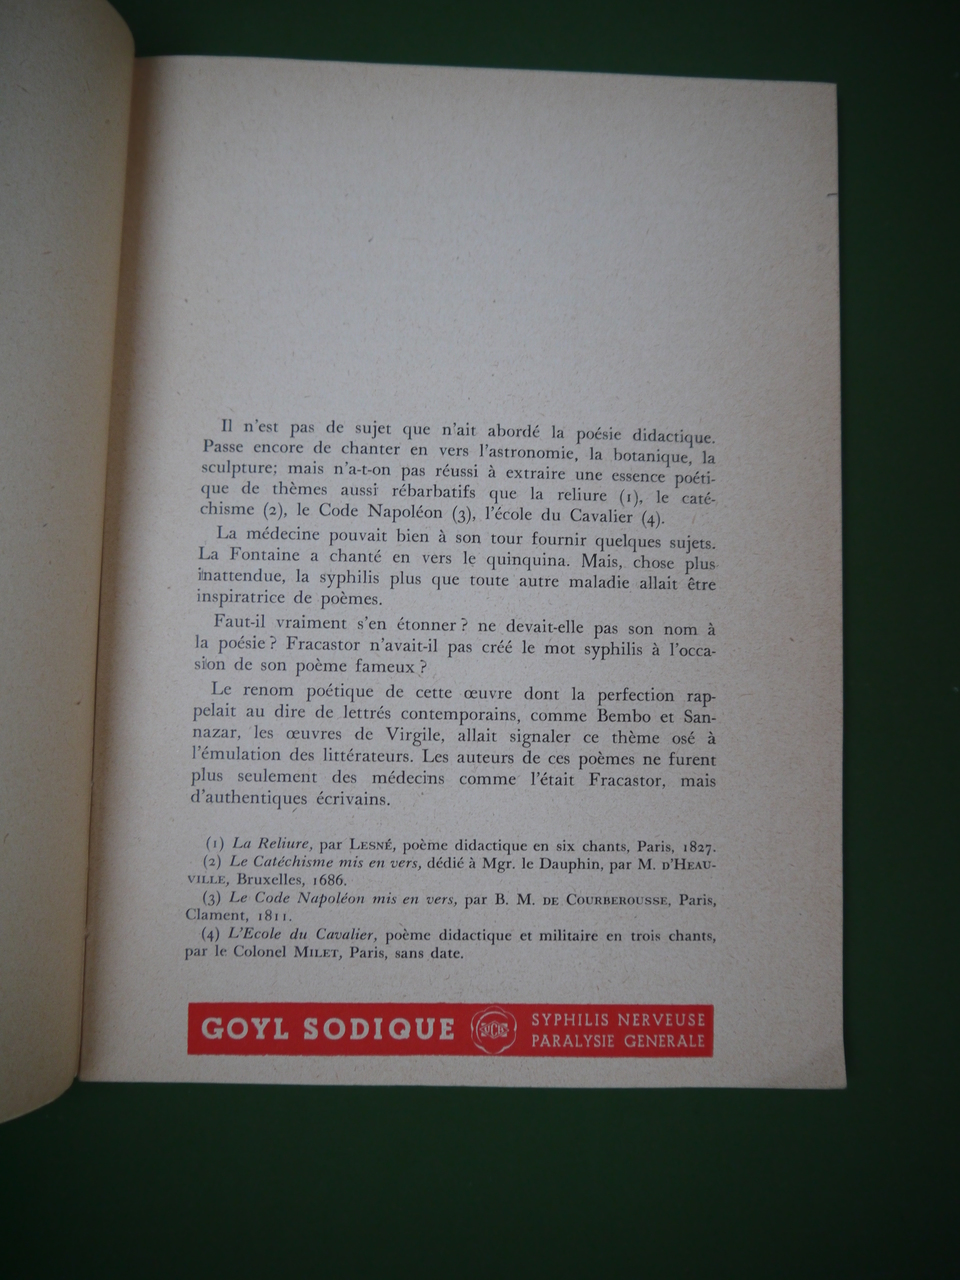 Il n'est pas de sujet que n'ait abordé la poésie didactique.
Passe encore de chanter en vers l'astronomie, la botanique, la
sculpture; mais n'a-t-on pas réussi à extraire une essence poéti-
que de thèmes aussi rébarbatifs que la reliure (1), le caté-
chisme (2), le Code Napoléon (3), l'école du Cavalier (4).
La médecine pouvait bien à son tour fournir quelques sujets.
La Fontaine a chanté en vers le quinquina. Mais, chose plus
inattendue, la syphilis plus que toute autre maladie allait être
inspiratrice de poèmes.
Faut-il vraiment s'en étonner ? ne devait-elle pas son nom à
la poésie ? Fracastor n'avait-il pas créé le mot syphilis à l'occa-
sion de son poème fameux ?
Le renom poétique de cette œuvre dont la perfection rap-
pelait au dire de lettrés contemporains, comme Bembo et San-
nazar, les œuvres de Virgile, allait signaler ce thème osé à
l'émulation des littérateurs. Les auteurs de ces poèmes ne furent
plus seulement des médecins comme l'était Fracastor, mais
d'authentiques écrivains.
(1) La Reliure, par LESNÉ, poème didactique en six chants, Paris, 1827.
(2) Le Catéchisme mis en vers, dédié à Mgr. le Dauphin, par M. D'HEAU-
VILLE, Bruxelles, 1686.
(3) Le Code Napoléon mis en vers, par B. M. DE COURBEROUSSE, Paris,
Clament, 1811.
(4) L'Ecole du Cavalier, poème didactique et militaire en trois chants,
par le Colonel MILET, Paris, sans date.
GOYL SODIQUE
SYPHILIS NERVEUSE
PARALYSIE GENERALE